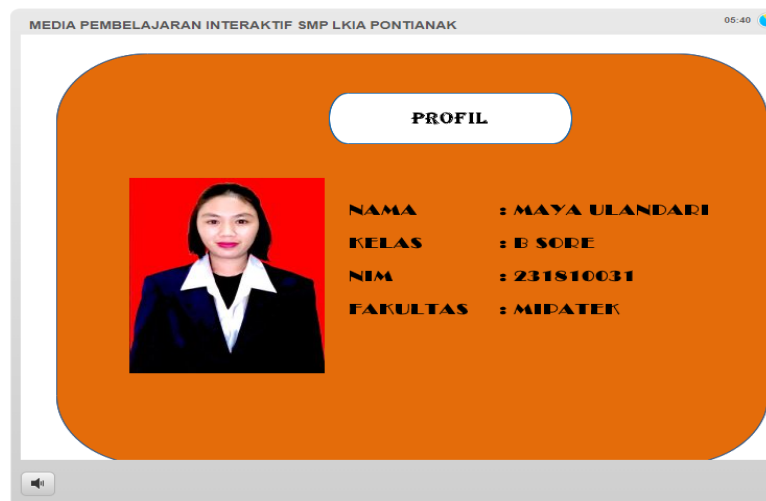 MEDIA PEMBELAJARAN INTERAKTIF SMP LKIA PONTIANAK 05:40
PROFIL
NAMA : MAYA ULANDARI
KELAS : B SORE
NIM : 231810031
FAKULTAS : MIPATEK